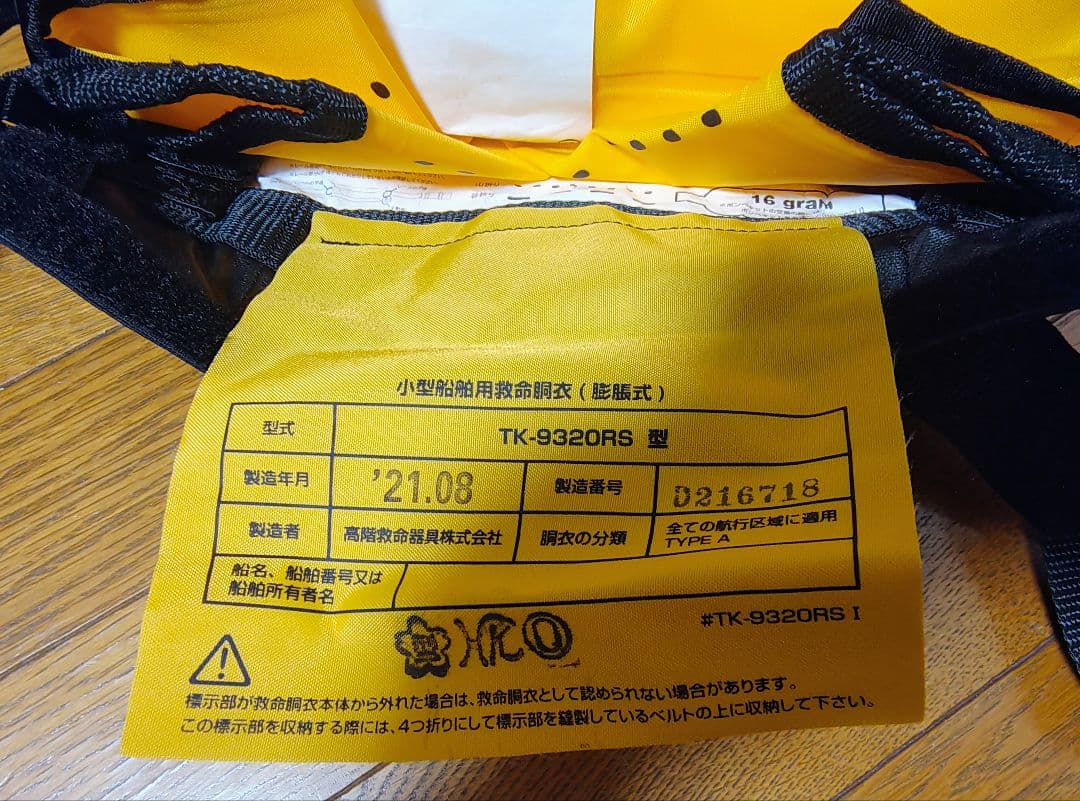 16 graM
小型船舶用救命胴衣(膨脹式)
型式 TK-9320RS 型
製造年月 '21.08 製造番号 D216718
製造者 高階救命器具株式会社 胴衣の分類 全ての航行区域に適用
TYPE A
船名、船舶番号又は
船舶所有者名
#TK-9320RS I
標示部が救命胴衣本体から外れた場合は、救命胴衣として認められない場合があります。
この標示部を収納する際には、4つ折りにして標示部を縫製しているベルトの上に収納して下さい。